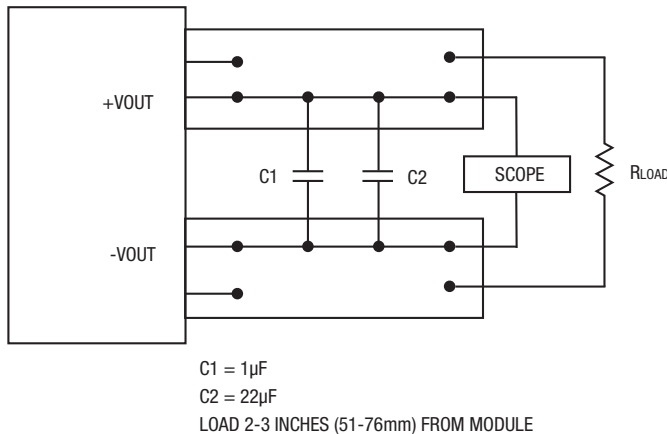 +VOUT
C1
C2
SCOPE
RLOAD
-VOUT
C1 = 1µF
C2 = 22µF
LOAD 2-3 INCHES (51-76mm) FROM MODULE